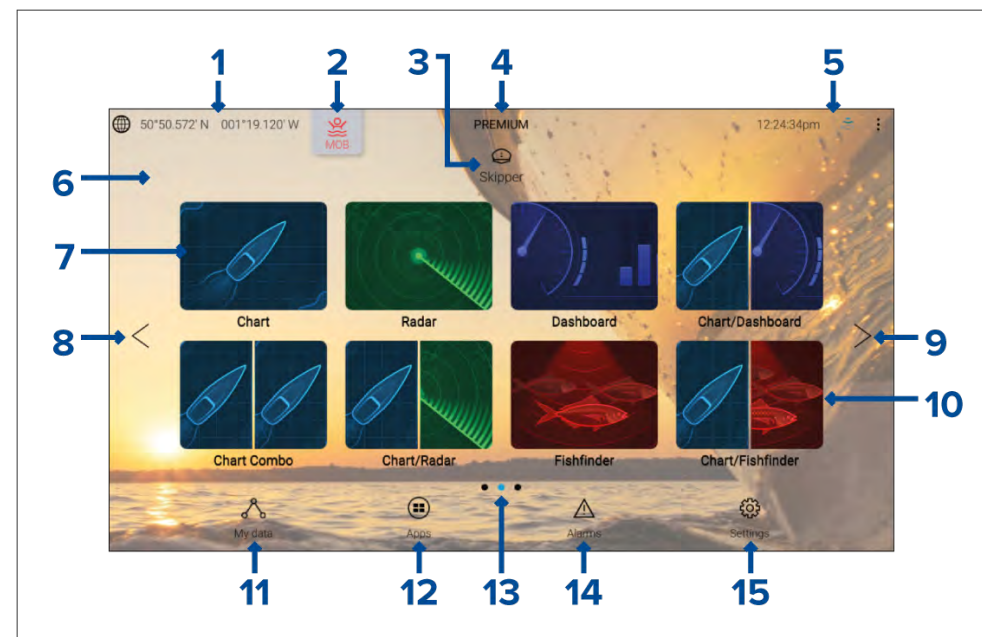 1 2 3 4 5
50°50.572' N 001°19.120' W MOB PREMIUM 12:24:34pm
Skipper
6
7
Chart Radar Dashboard Chart/Dashboard
8 9
10
Chart Combo Chart/Radar Fishfinder Chart/Fishfinder
My data Apps Alarms Settings
11 12 13 14 15